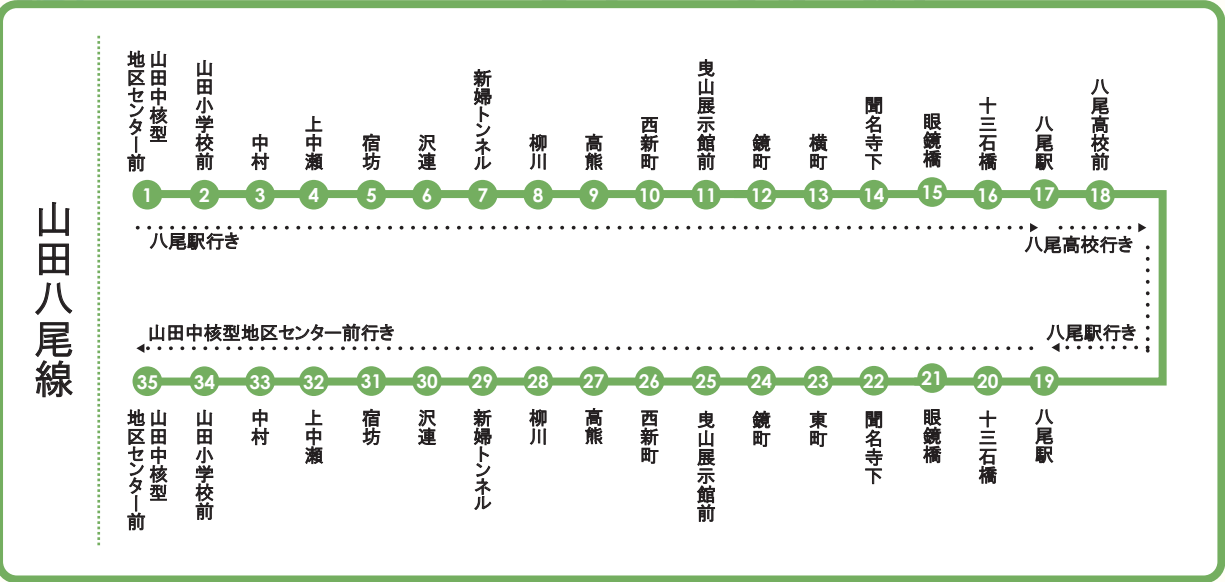 山田八尾線
山田中核型
地区センター前
山田小学校前
中村
上中瀬
宿坊
沢連
新婦トンネル
柳川
高熊
西新町
曳山展示館前
鏡町
横町
聞名寺下
眼鏡橋
十三石橋
八尾駅
八尾高校前
1 2 3 4 5 6 7 8 9 10 11 12 13 14 15 16 17 18
八尾駅行き
八尾高校行き
山田中核型地区センター前行き
八尾駅行き
35 34 33 32 31 30 29 28 27 26 25 24 23 22 21 20 19
山田中核型
地区センター前
山田小学校前
中村
上中瀬
宿坊
沢連
新婦トンネル
柳川
高熊
西新町
曳山展示館前
鏡町
東町
聞名寺下
眼鏡橋
十三石橋
八尾駅